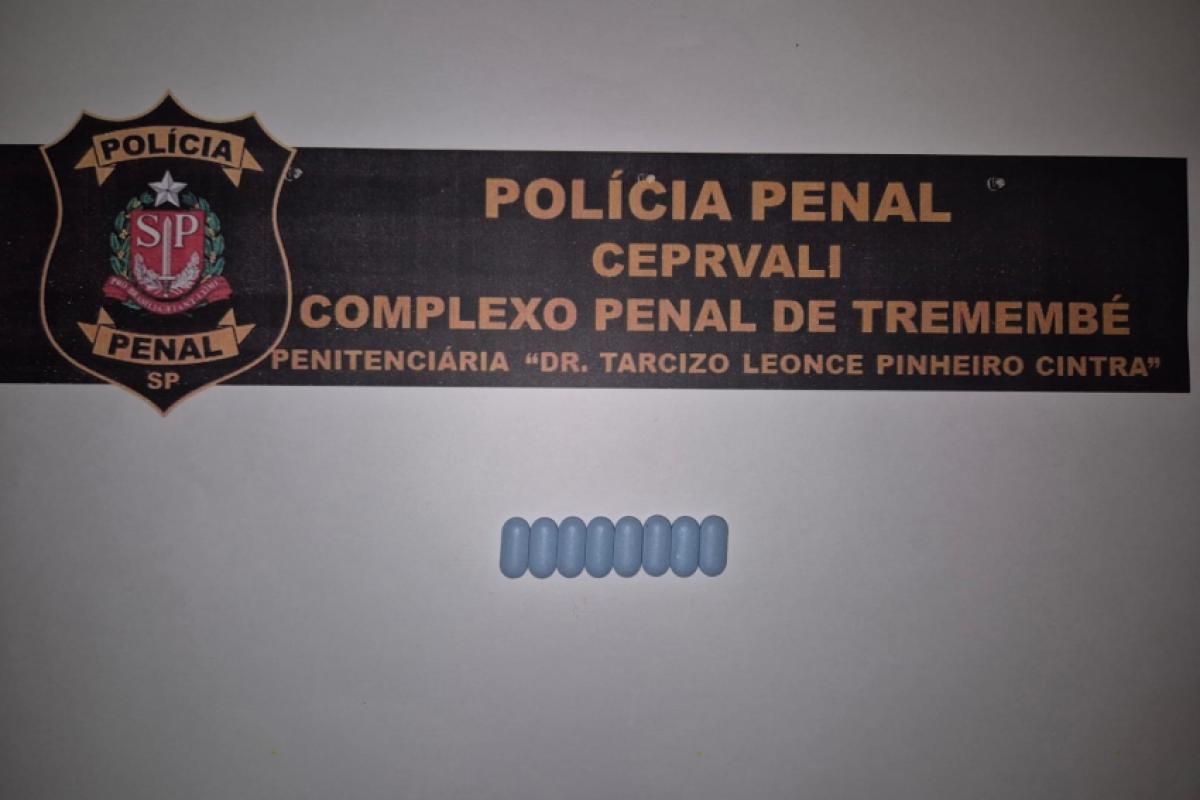 POLÍCIA
SP
PENAL
SP
POLÍCIA PENAL
CEPRVALI
COMPLEXO PENAL DE TREMEMBÉ
PENITENCIÁRIA “DR. TARCIZO LEONCE PINHEIRO CINTRA”